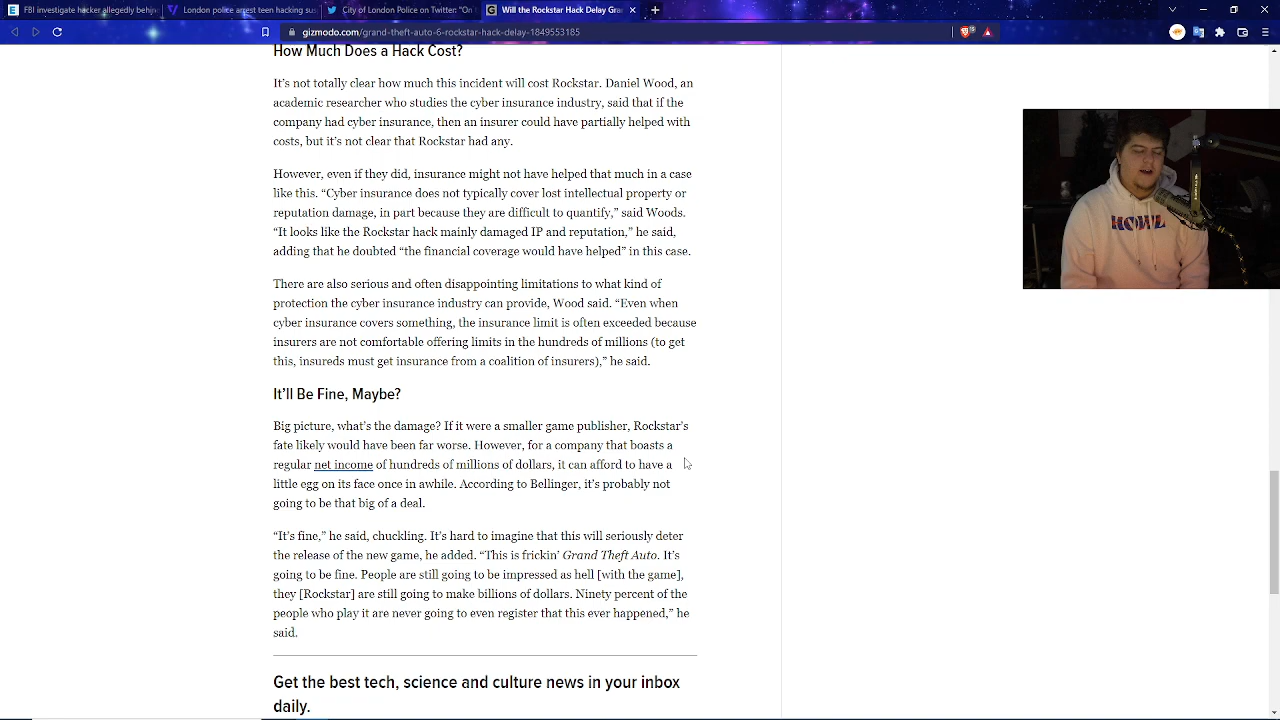 FBI investigate hacker allegedly behi
London police arrest teen hacking su
City of London Police on Twitter: "On
Will the Rockstar Hack Delay Gra
gizmodo.com/grand-theft-auto-6-rockstar-hack-delay-1849553185
How Much Does a Hack Cost?
It's not totally clear how much this incident will cost Rockstar. Daniel Wood, an
academic researcher who studies the cyber insurance industry, said that if the
company had cyber insurance, then an insurer could have partially helped with
costs, but it's not clear that Rockstar had any.
However, even if they did, insurance might not have helped that much in a case
like this. “Cyber insurance does not typically cover lost intellectual property or
reputation damage, in part because they are difficult to quantify,” said Woods.
“It looks like the Rockstar hack mainly damaged IP and reputation,” he said,
adding that he doubted “the financial coverage would have helped” in this case.
There are also serious and often disappointing limitations to what kind of
protection the cyber insurance industry can provide, Wood said. “Even when
cyber insurance covers something, the insurance limit is often exceeded because
insurers are not comfortable offering limits in the hundreds of millions (to get
this, insureds must get insurance from a coalition of insurers),” he said.
It'll Be Fine, Maybe?
Big picture, what's the damage? If it were a smaller game publisher, Rockstar's
fate likely would have been far worse. However, for a company that boasts a
regular net income of hundreds of millions of dollars, it can afford to have a
little egg on its face once in awhile. According to Bellinger, it's probably not
going to be that big of a deal.
“It's fine,” he said, chuckling. It's hard to imagine that this will seriously deter
the release of the new game, he added. “This is frickin' Grand Theft Auto. It's
going to be fine. People are still going to be impressed as hell [with the game],
they [Rockstar] are still going to make billions of dollars. Ninety percent of the
people who play it are never going to even register that this ever happened,” he
said.
Get the best tech, science and culture news in your inbox
daily.
HOWL